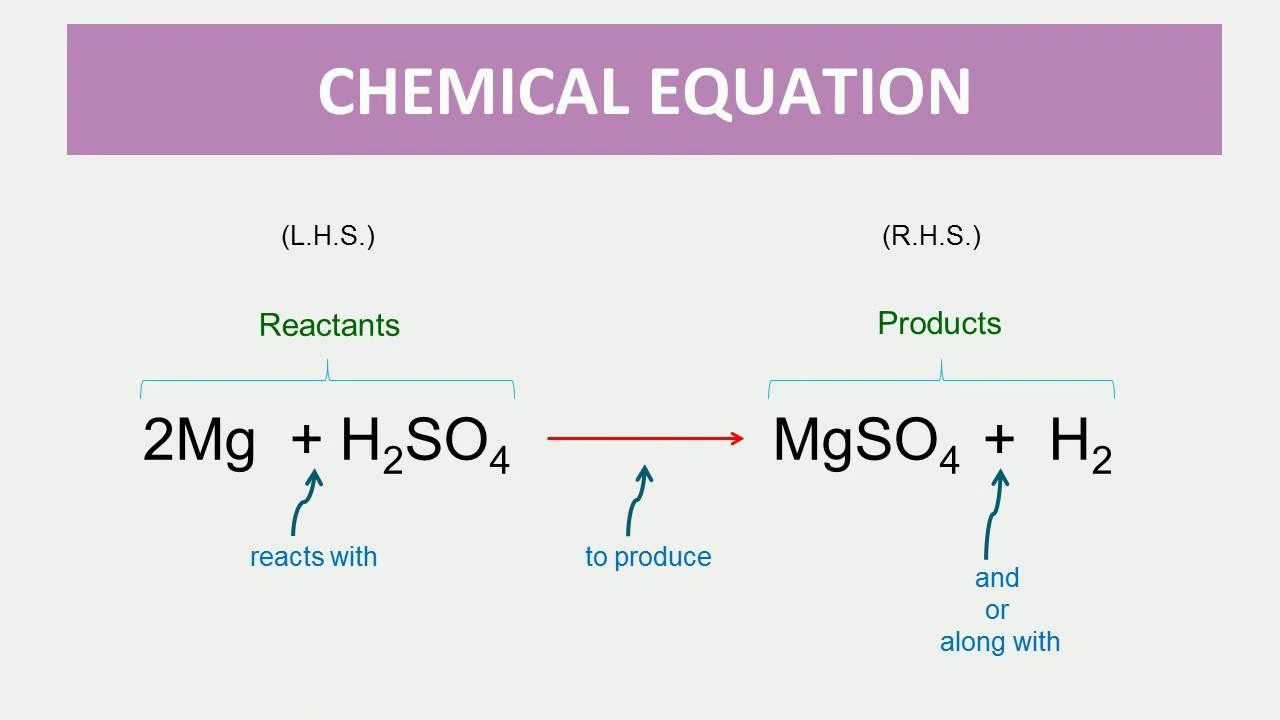 CHEMICAL EQUATION
(L.H.S.) (R.H.S.)
Reactants Products
2Mg + H₂SO₄ → MgSO₄ + H₂
reacts with to produce and
or
along with